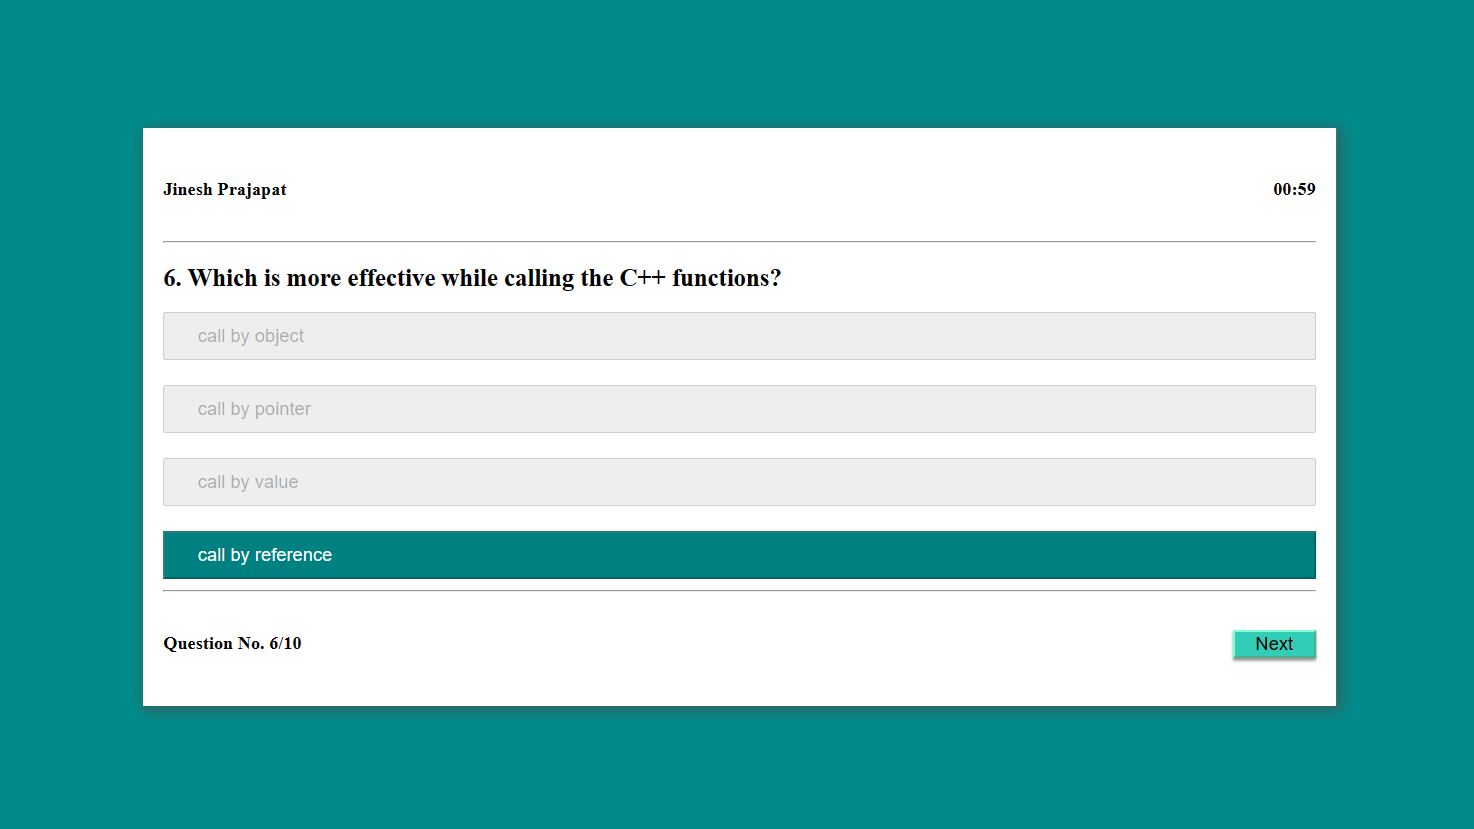 Jinesh Prajapat
00:59
6. Which is more effective while calling the C++ functions?
call by object
call by pointer
call by value
call by reference
Question No. 6/10
Next